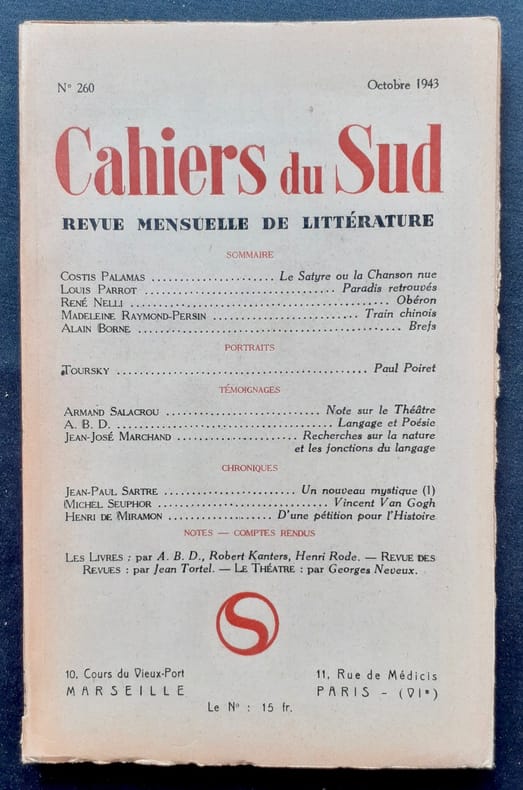 N° 260 Octobre 1943
Cahiers du Sud
REVUE MENSUELLE DE LITTÉRATURE
SOMMAIRE
COSTIS PALAMAS ...................... Le Satyre ou la Chanson nue
LOUIS PARROT .................................. Paradis retrouvés
RENÉ NELLI .............................................. Obéron
MADELEINE RAYMOND-PERSIN .......................... Train chinois
ALAIN BORNE .............................................. Brefs
PORTRAITS
TOURSKY ............................................. Paul Poiret
TÉMOIGNAGES
ARMAND SALACROU ............................ Note sur le Théâtre
A. B. D. ....................................... Langage et Poésie
JEAN-JOSÉ MARCHAND ..................... Recherches sur la nature
et les fonctions du langage
CHRONIQUES
JEAN-PAUL SARTRE ........................ Un nouveau mystique (1)
MICHEL SEUPHOR ................................ Vincent Van Gogh
HENRI DE MIRAMON .................... D'une pétition pour l'Histoire
NOTES — COMPTES RENDUS
LES LIVRES : par A. B. D., Robert Kanters, Henri Rode. — REVUE DES
REVUES : par Jean Tortel. — LE THÉATRE : par Georges Neveux.
S
10, Cours du Vieux-Port 11, Rue de Médicis
MARSEILLE PARIS - (VIe)
Le N° : 15 fr.